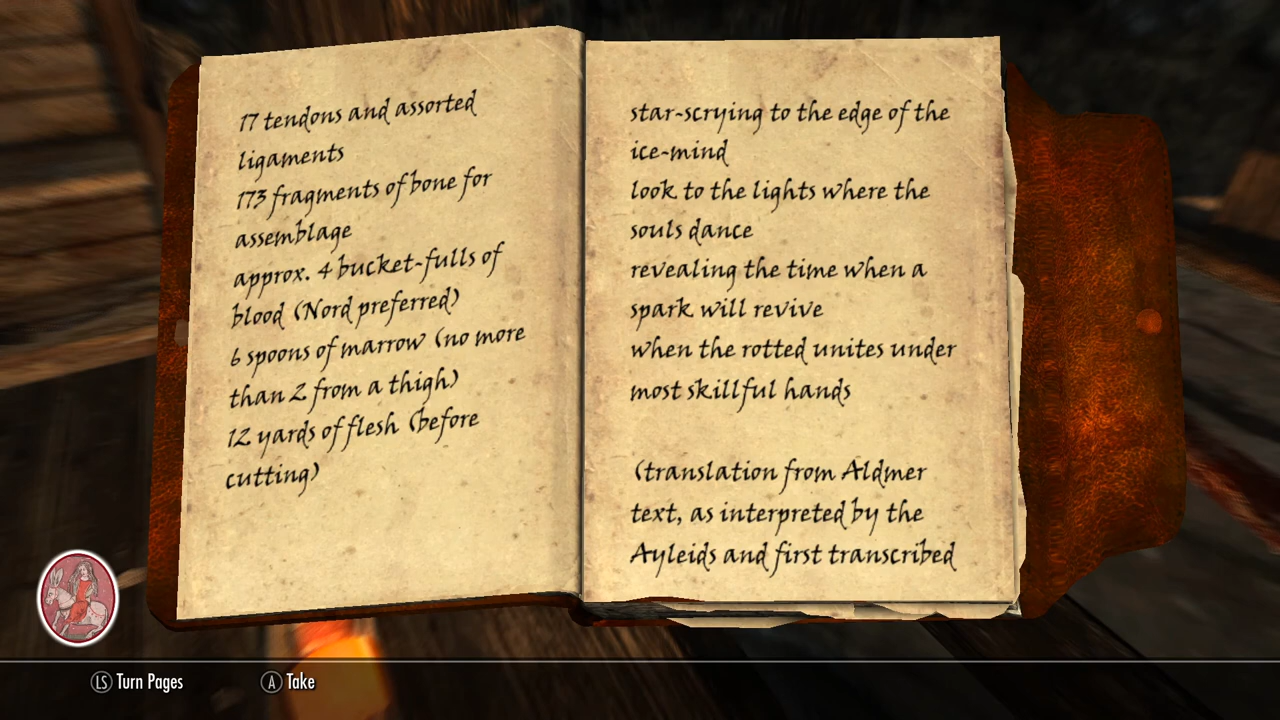 17 tendons and assorted
ligaments
173 fragments of bone for
assemblage
approx. 4 bucket-fulls of
blood (Nord preferred)
6 spoons of marrow (no more
than 2 from a thigh)
12 yards of flesh (before
cutting)
star-scrying to the edge of the
ice-mind
look to the lights where the
souls dance
revealing the time when a
spark will revive
when the rotted unites under
most skillful hands
(translation from Aldmer
text, as interpreted by the
Ayleids and first transcribed
LS Turn Pages
A Take